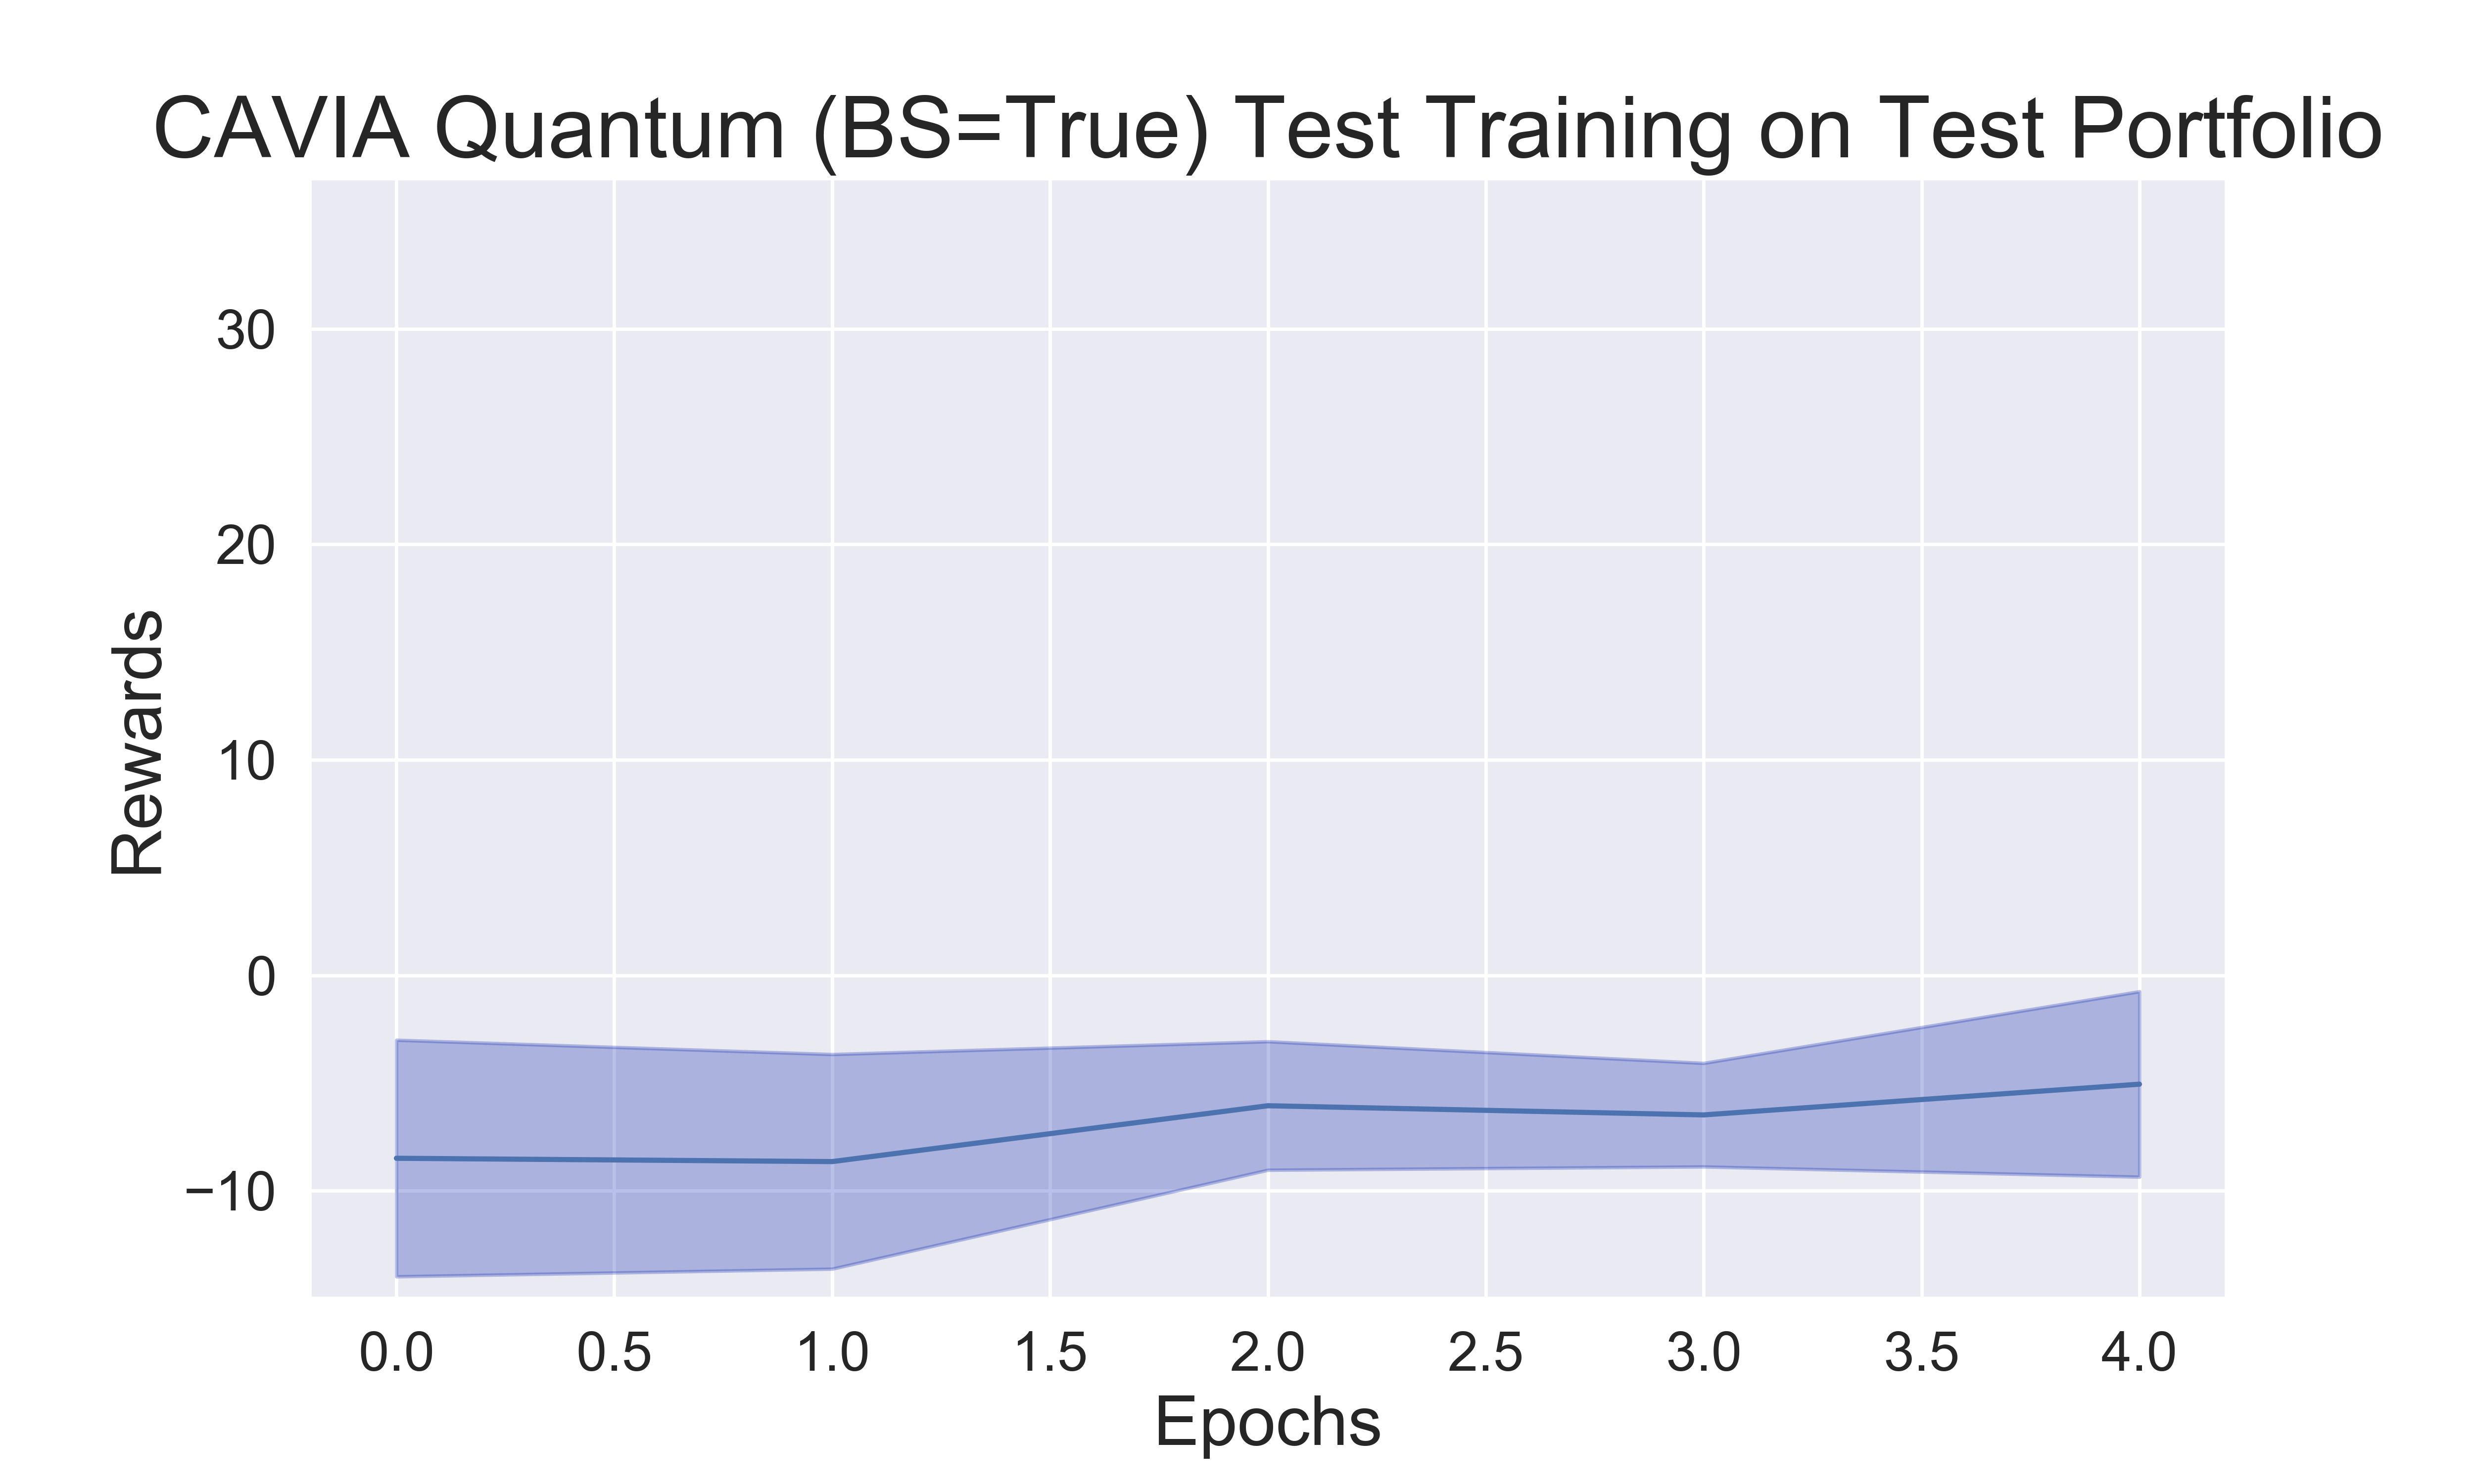 CAVIA Quantum (BS=True) Test Training on Test Portfolio
30
20
10
0
−10
Rewards
0.0 0.5 1.0 1.5 2.0 2.5 3.0 3.5 4.0
Epochs